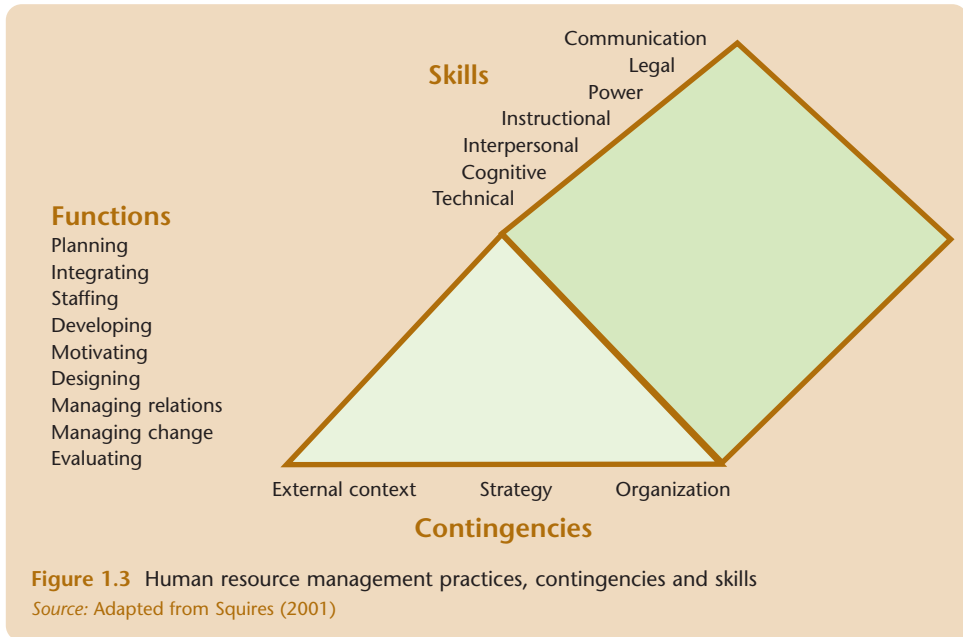 Skills
Communication
Legal
Power
Instructional
Interpersonal
Cognitive
Technical
Functions
Planning
Integrating
Staffing
Developing
Motivating
Designing
Managing relations
Managing change
Evaluating
External context
Strategy
Organization
Contingencies
Figure 1.3 Human resource management practices, contingencies and skills
Source: Adapted from Squires (2001)